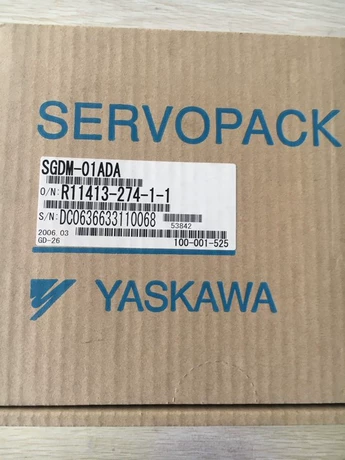 SERVOPACK
SGDM-01ADA
O/N: R11413-274-1-1
S/N: DC0636633110068
53842
2006.03
GD-26 100-001-525
YASKAWA